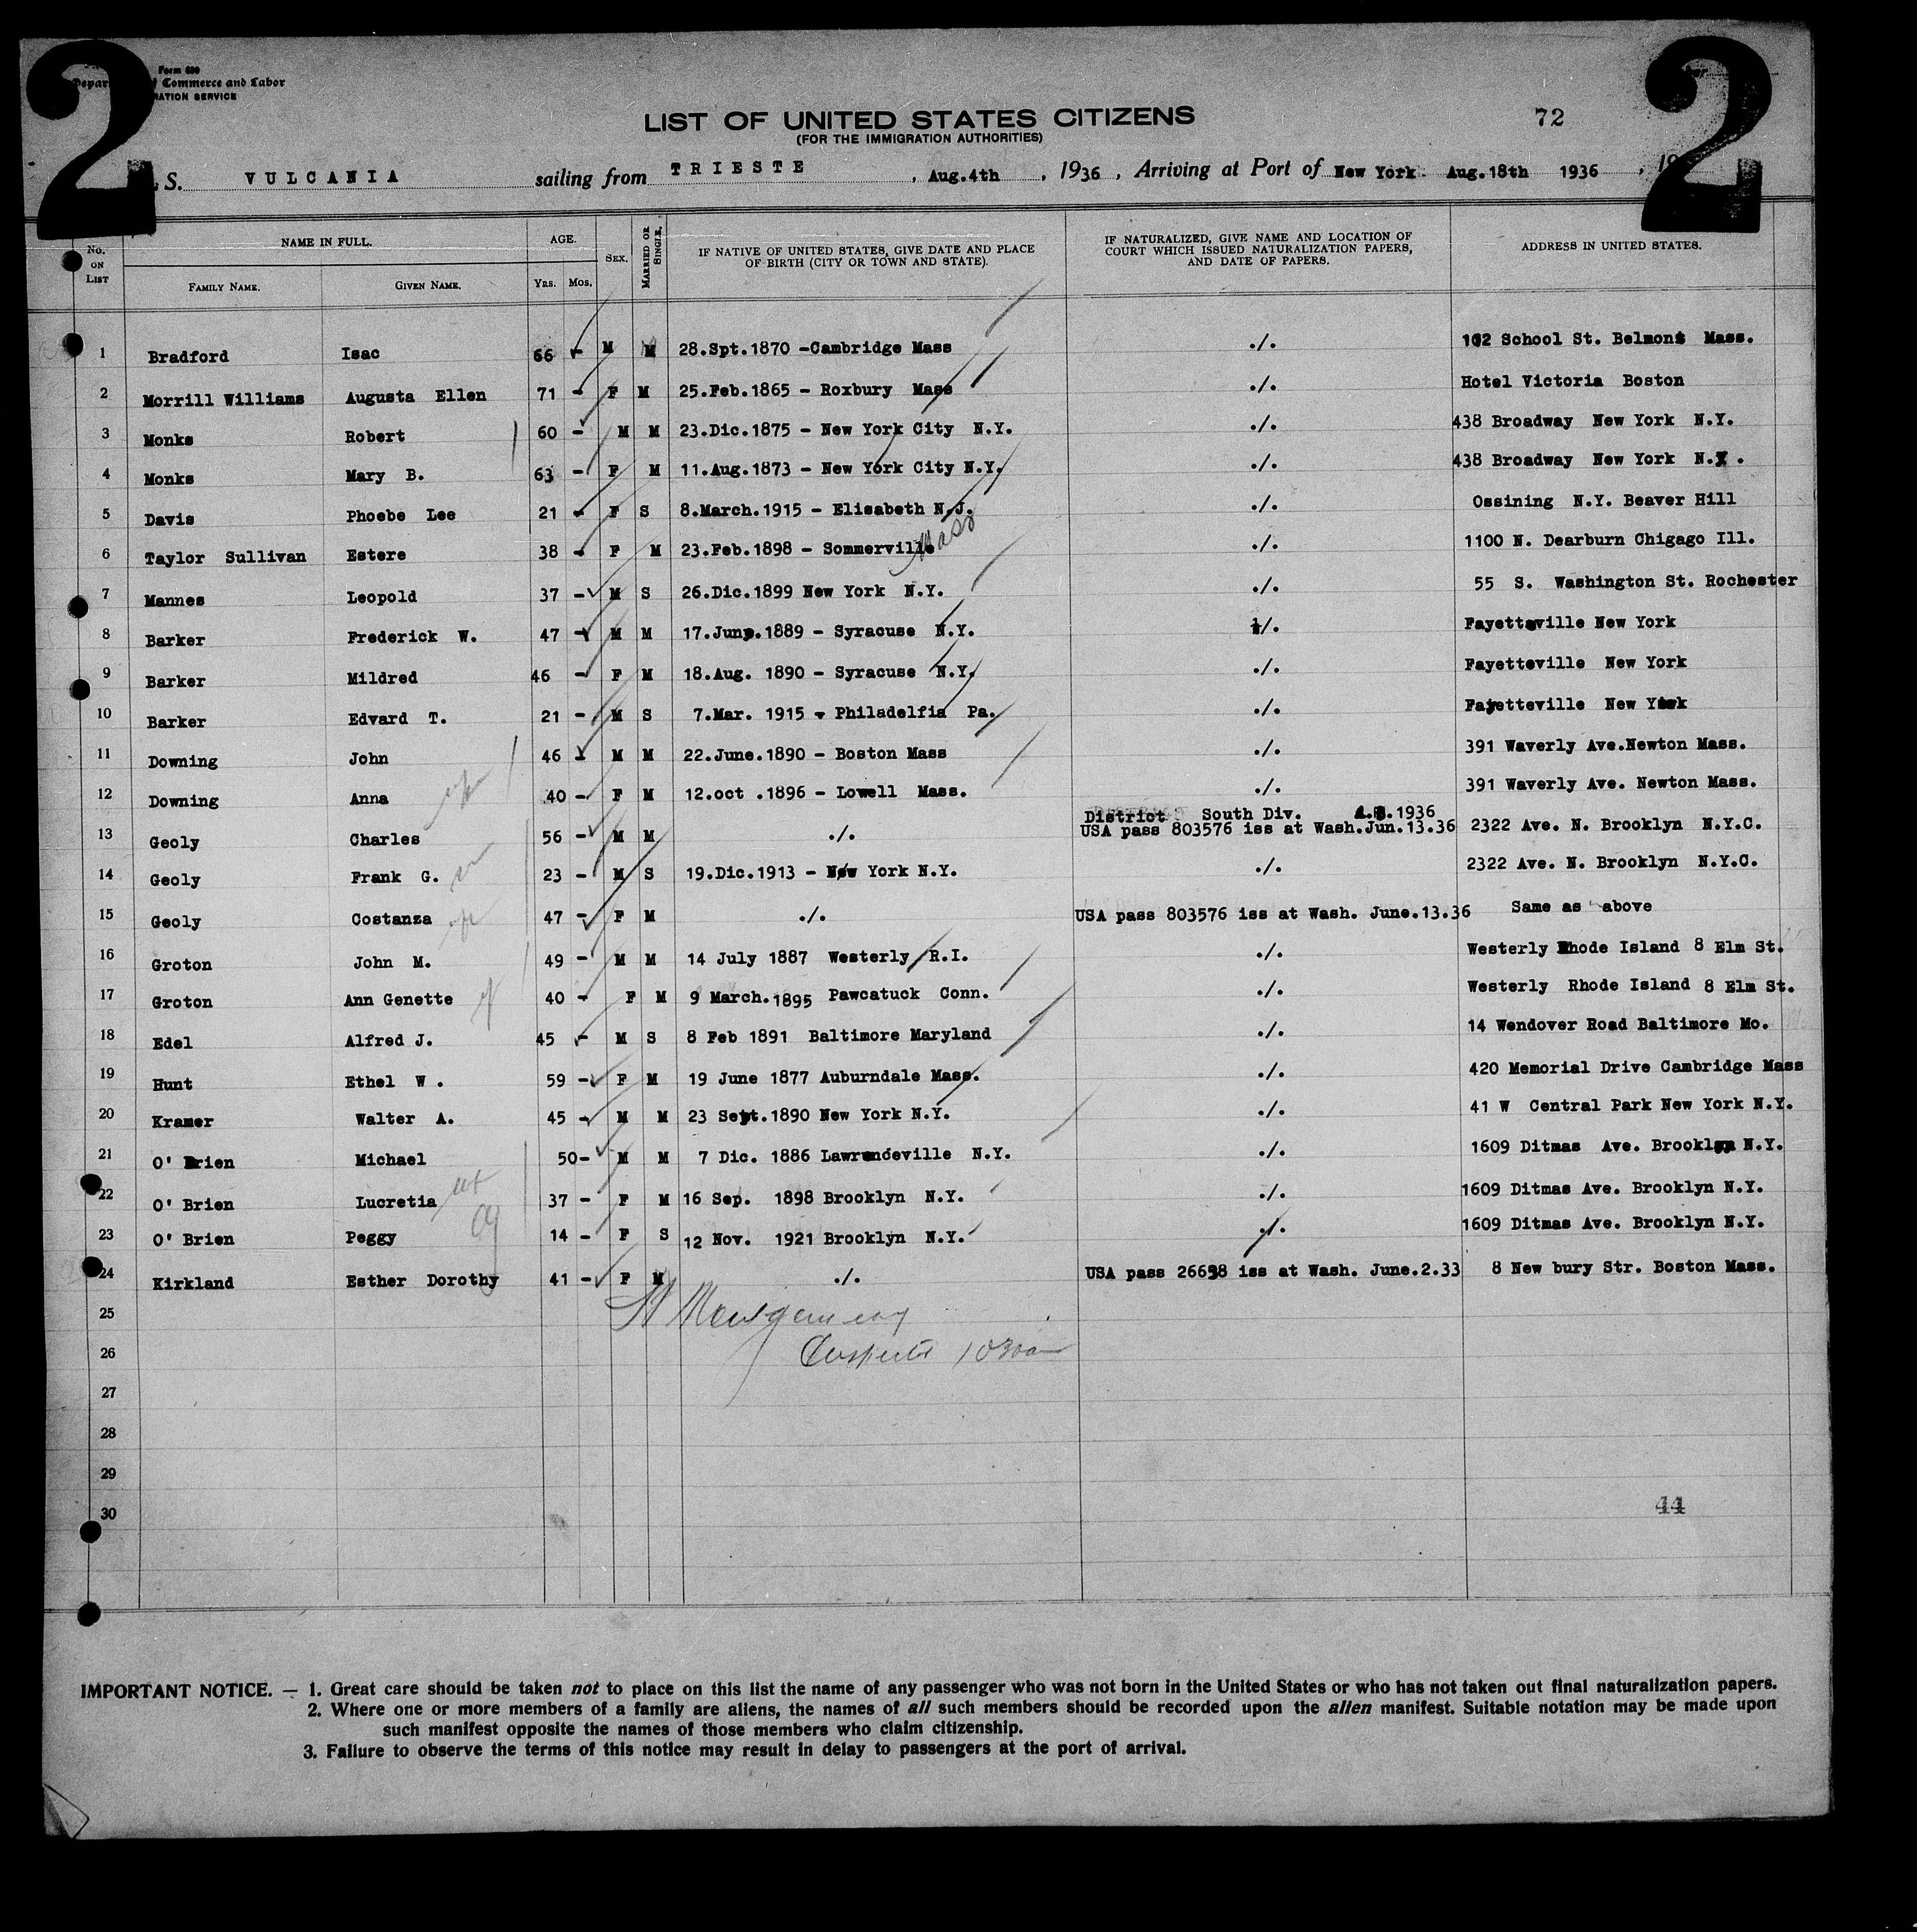 2
2
Form 630
Commerce and Labor
RATION SERVICE
LIST OF UNITED STATES CITIZENS
(FOR THE IMMIGRATION AUTHORITIES)
72
S. VULCANIA sailing from TRIESTE, Aug.4th, 1936, Arriving at Port of New York Aug.18th 1936
No. ON LIST
NAME IN FULL.
FAMILY NAME.
GIVEN NAME.
AGE.
YRS. MOS.
SEX.
MARRIED OR SINGLE.
IF NATIVE OF UNITED STATES, GIVE DATE AND PLACE OF BIRTH (CITY OR TOWN AND STATE).
IF NATURALIZED, GIVE NAME AND LOCATION OF COURT WHICH ISSUED NATURALIZATION PAPERS, AND DATE OF PAPERS.
ADDRESS IN UNITED STATES.
1 Bradford Isac 66 - M M 28.Spt.1870 -Cambridge Mass ./. 102 School St. Belmont Mass.
2 Morrill Williams Augusta Ellen 71 - F M 25.Feb.1865 - Roxbury Mass ./. Hotel Victoria Boston
3 Monks Robert 60 - M M 23.Dic.1875 - New York City N.Y. ./. 438 Broadway New York N.Y.
4 Monks Mary B. 63 - F M 11.Aug.1873 - New York City N.Y. ./. 438 Broadway New York N.Y.
5 Davis Phoebe Lee 21 - F S 8.March.1915 - Elisabeth N.J. ./. Ossining N.Y. Beaver Hill
6 Taylor Sullivan Estere 38 - F M 23.Feb.1898 - Sommerville Mass ./. 1100 N. Dearburn Chigago Ill.
7 Mannes Leopold 37 - M S 26.Dic.1899 New York N.Y. ./. 55 S. Washington St. Rochester
8 Barker Frederick W. 47 - M M 17.June.1889 - Syracuse N.Y. ./. Fayetteville New York
9 Barker Mildred 46 - F M 18.Aug. 1890 - Syracuse N.Y. ./. Fayetteville New York
10 Barker Edvard T. 21 - M S 7.Mar. 1915 - Philadelfia Pa. ./. Fayetteville New York
11 Downing John 46 - M M 22.June.1890 - Boston Mass ./. 391 Waverly Ave.Newton Mass.
12 Downing Anna 40 - F M 12.oct .1896 - Lowell Mass. ./. 391 Waverly Ave. Newton Mass.
District South Div. 1936
13 Geoly Charles 56 - M M ./. USA pass 803576 iss at Wash.Jun.13.36 2322 Ave. N. Brooklyn N.Y.C.
14 Geoly Frank G. 23 - M S 19.Dic.1913 - New York N.Y. ./. 2322 Ave. N. Brooklyn N.Y.C.
15 Geoly Costanza 47 - F M ./. USA pass 803576 iss at Wash. June.13.36 Same as above
16 Groton John M. 49 - M M 14 July 1887 Westerly R.I. ./. Westerly Rhode Island 8 Elm St.
17 Groton Ann Genette 40 - F M 9 March.1895 Pawcatuck Conn. ./. Westerly Rhode Island 8 Elm St.
18 Edel Alfred J. 45 - M S 8 Feb 1891 Baltimore Maryland ./. 14 Wendover Road Baltimore Mo.
19 Hunt Ethel W . 59 - F M 19 June 1877 Auburndale Mass. ./. 420 Memorial Drive Cambridge Mass
20 Kramer Walter A. 45 - M M 23 Sept.1890 New York N.Y. ./. 41 W Central Park New York N.Y.
21 O' Brien Michael 50- M M 7 Dic. 1886 Lawrenceville N.Y. ./. 1609 Ditmas Ave. Brooklyn N.Y.
22 O' Brien Lucretia 37 - F M 16 Sep. 1898 Brooklyn N.Y. ./. 1609 Ditmas Ave. Brooklyn N.Y.
23 O' Brien Peggy 14 - F S 12 Nov. 1921 Brooklyn N.Y. ./. 1609 Ditmas Ave. Brooklyn N.Y.
24 Kirkland Esther Dorothy 41 - F M ./. USA pass 26638 iss at Wash. June.2.33 8 New bury Str. Boston Mass.
25
Montgomery
26
27
28
29
30
44
IMPORTANT NOTICE. — 1. Great care should be taken not to place on this list the name of any passenger who was not born in the United States or who has not taken out final naturalization papers.
2. Where one or more members of a family are aliens, the names of all such members should be recorded upon the alien manifest. Suitable notation may be made upon
such manifest opposite the names of those members who claim citizenship.
3. Failure to observe the terms of this notice may result in delay to passengers at the port of arrival.